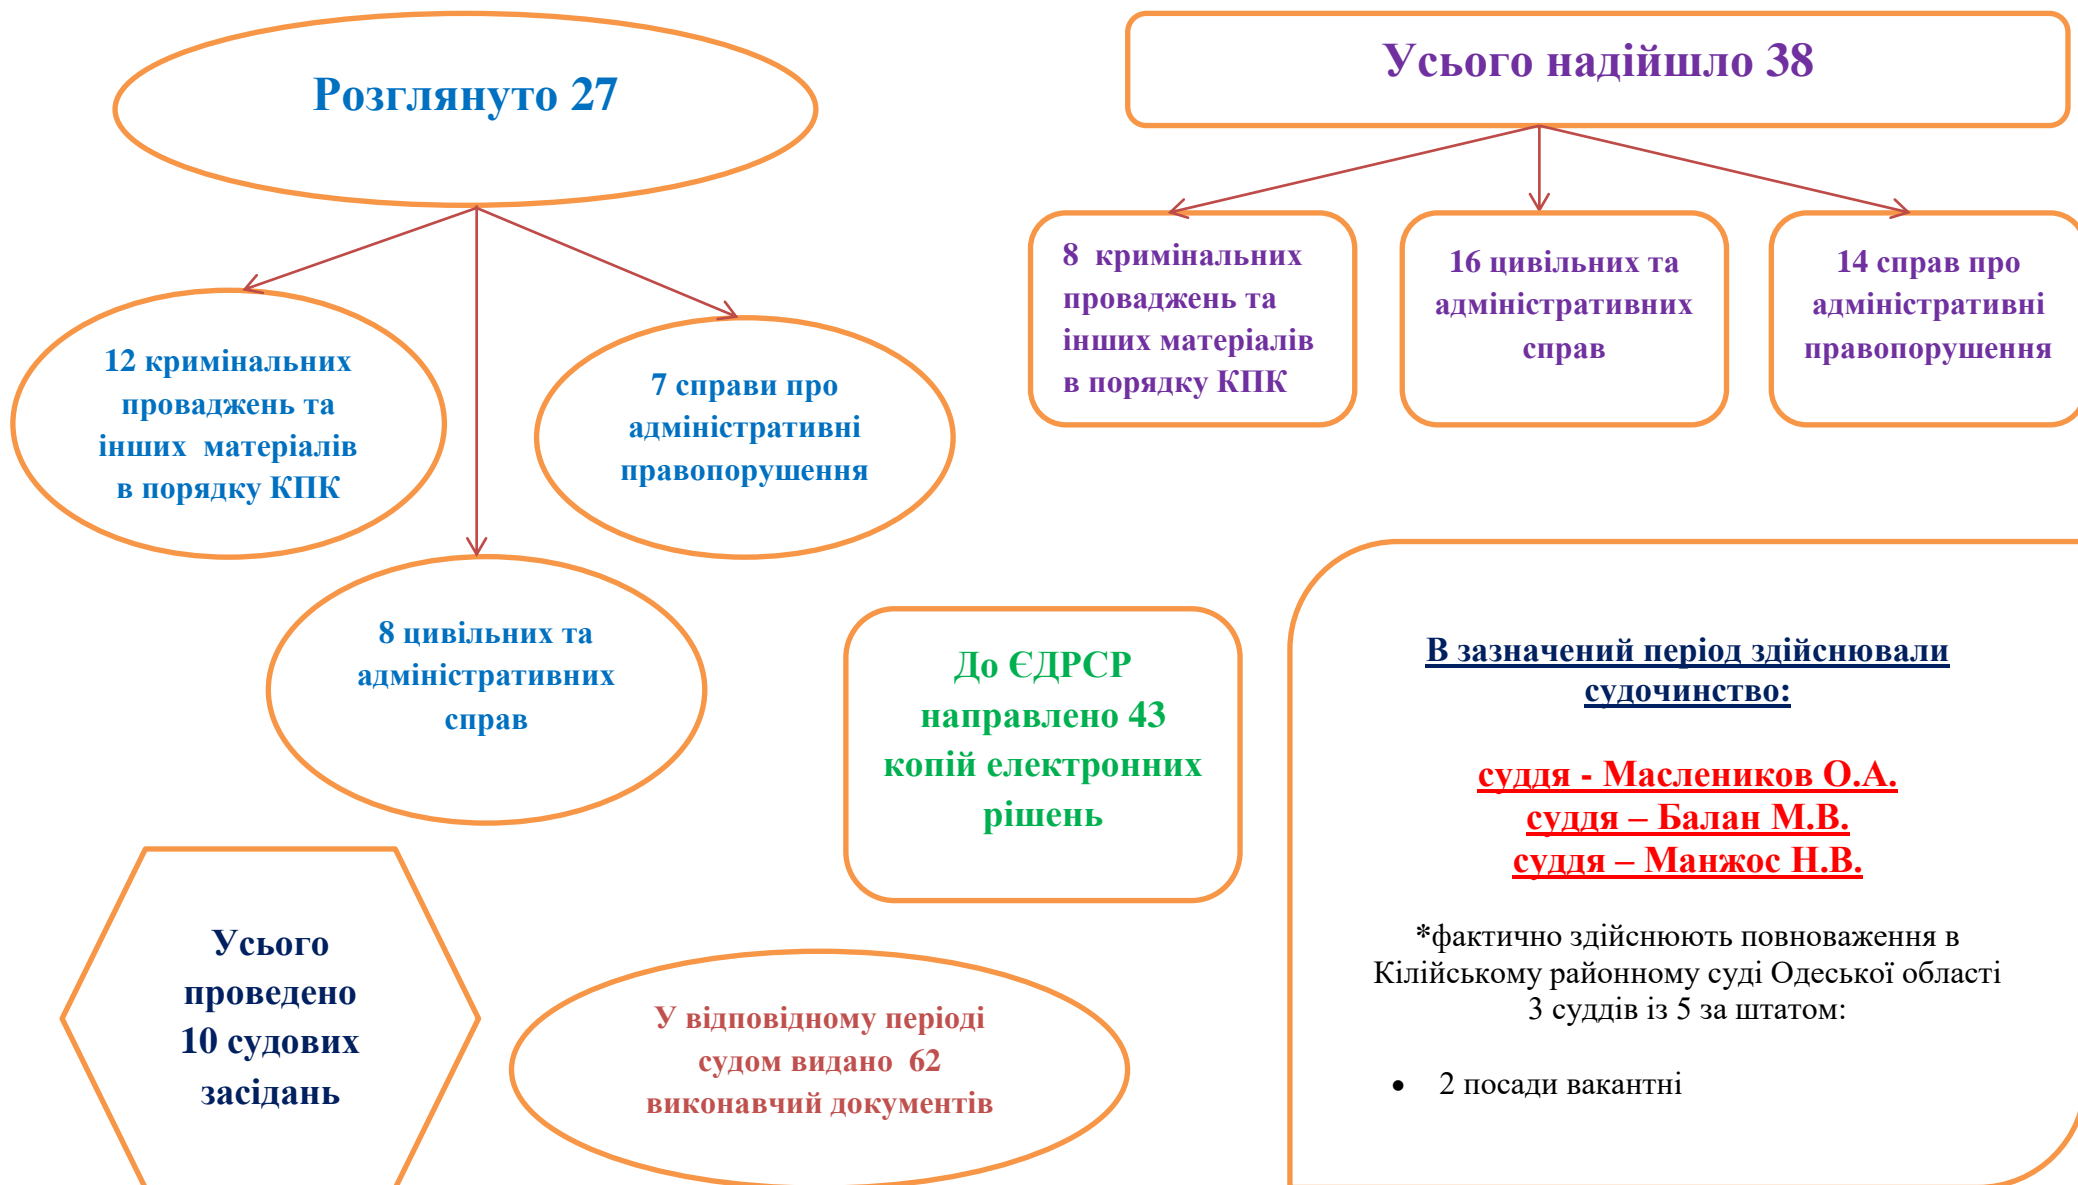 Розглянуто 27
12 кримінальних
проваджень та
інших  матеріалів
в порядку КПК
7 справи про
адміністративні
правопорушення
8 цивільних та
адміністративних
справ
Усього надійшло 38
8  кримінальних
проваджень та
інших матеріалів
в порядку КПК
16 цивільних та
адміністративних
справ
14 справ про
адміністративні
правопорушення
До ЄДРСР
направлено 43
копій електронних
рішень
В зазначений період здійснювали
судочинство:
суддя - Маслеников О.А.
суддя – Балан М.В.
суддя – Манжос Н.В.
*фактично здійснюють повноваження в
Кілійському районному суді Одеської області
3 суддів із 5 за штатом:
• 2 посади вакантні
Усього
проведено
10 судових
засідань
У відповідному періоді
судом видано  62
виконавчий документів